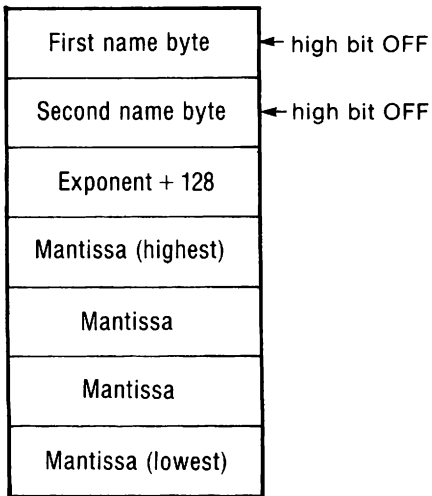 First name byte
high bit OFF
Second name byte
high bit OFF
Exponent + 128
Mantissa (highest)
Mantissa
Mantissa
Mantissa (lowest)